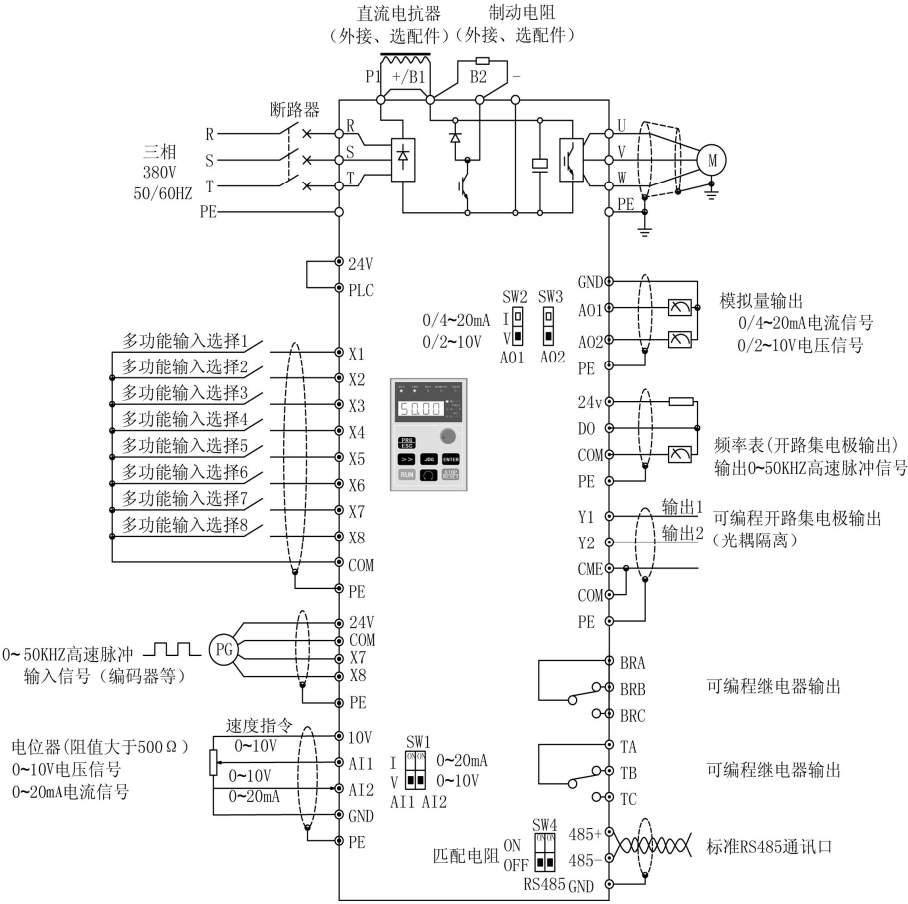 直流电抗器
（外接、选配件）
制动电阻
（外接、选配件）
P1
+/B1
B2
-
断路器
三相
380V
50/60HZ
R
S
T
PE
R
S
T
U
V
W
PE
M
24V
PLC
多功能输入选择1
多功能输入选择2
多功能输入选择3
多功能输入选择4
多功能输入选择5
多功能输入选择6
多功能输入选择7
多功能输入选择8
X1
X2
X3
X4
X5
X6
X7
X8
COM
PE
SW2 SW3
0/4~20mA I
0/2~10V V
AO1 AO2
GND
AO1
AO2
PE
模拟量输出
0/4~20mA电流信号
0/2~10V电压信号
50.00
PRG
ESC
>> JOG ENTER
RUN
STOP
RESET
24v
DO
COM
PE
频率表(开路集电极输出)
输出0~50KHZ高速脉冲信号
Y1
Y2
CME
COM
PE
输出1
输出2
可编程开路集电极输出
（光耦隔离）
0~50KHZ高速脉冲
输入信号（编码器等）
PG
24V
COM
X7
X8
PE
BRA
BRB
BRC
可编程继电器输出
电位器(阻值大于500Ω)
0~10V电压信号
0~20mA电流信号
速度指令
0~10V
0~10V
0~20mA
10V
AI1
AI2
GND
PE
SW1
ON ON
I 0~20mA
V 0~10V
AI1 AI2
TA
TB
TC
可编程继电器输出
SW4
ON ON
匹配电阻
ON
OFF
RS485
485+
485-
GND
标准RS485通讯口